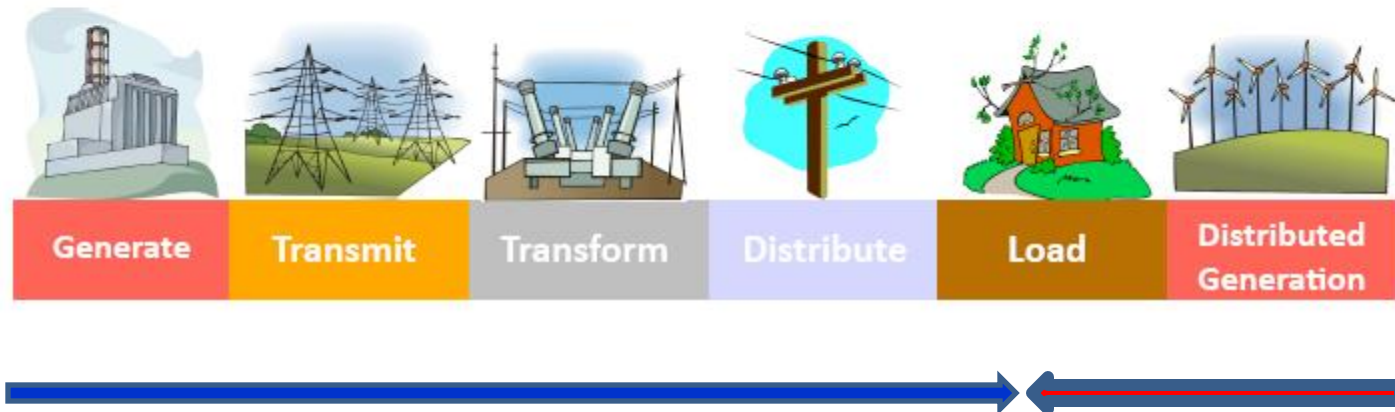 Generate
Transmit
Transform
Distribute
Load
Distributed
Generation